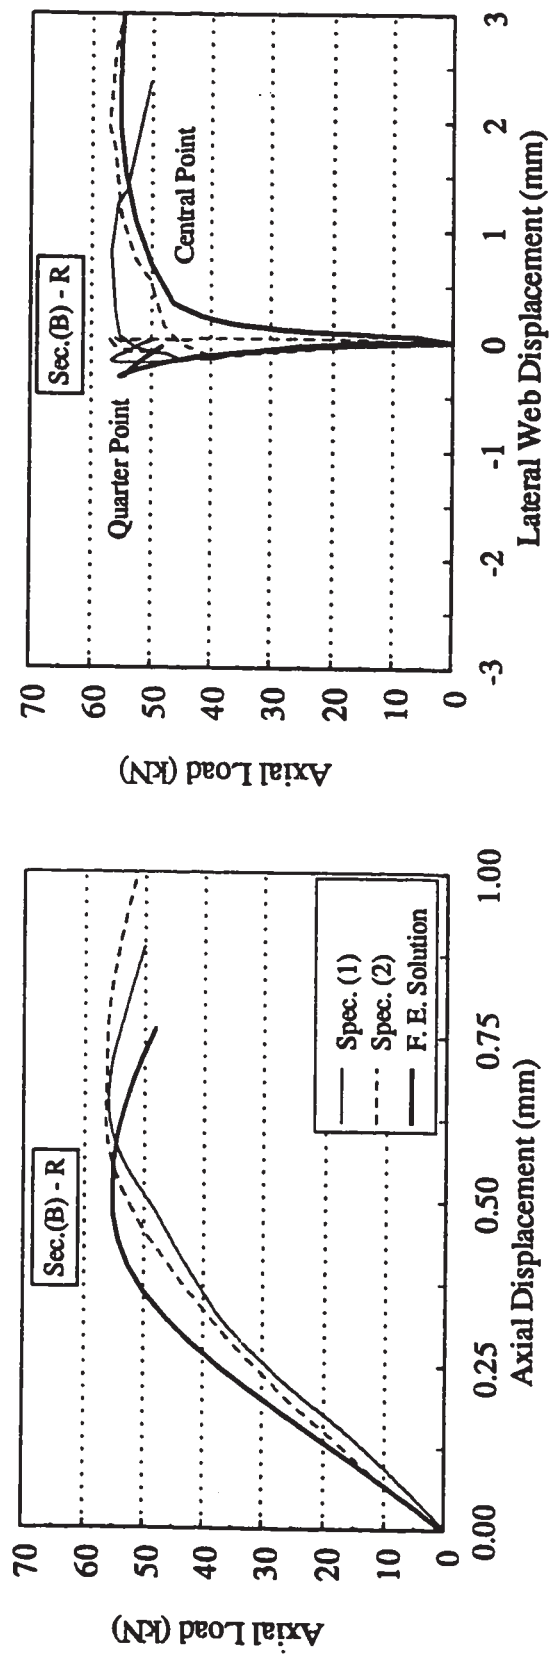 Sec.(B) - R
70
60
50
40
30
20
10
0
Axial Load (kN)
Spec. (1)
Spec. (2)
F. E. Solution
0.00
0.25
0.50
0.75
1.00
Axial Displacement (mm)
Sec.(B) - R
70
60
50
40
30
20
10
0
Axial Load (kN)
Quarter Point
Central Point
-3
-2
-1
0
1
2
3
Lateral Web Displacement (mm)